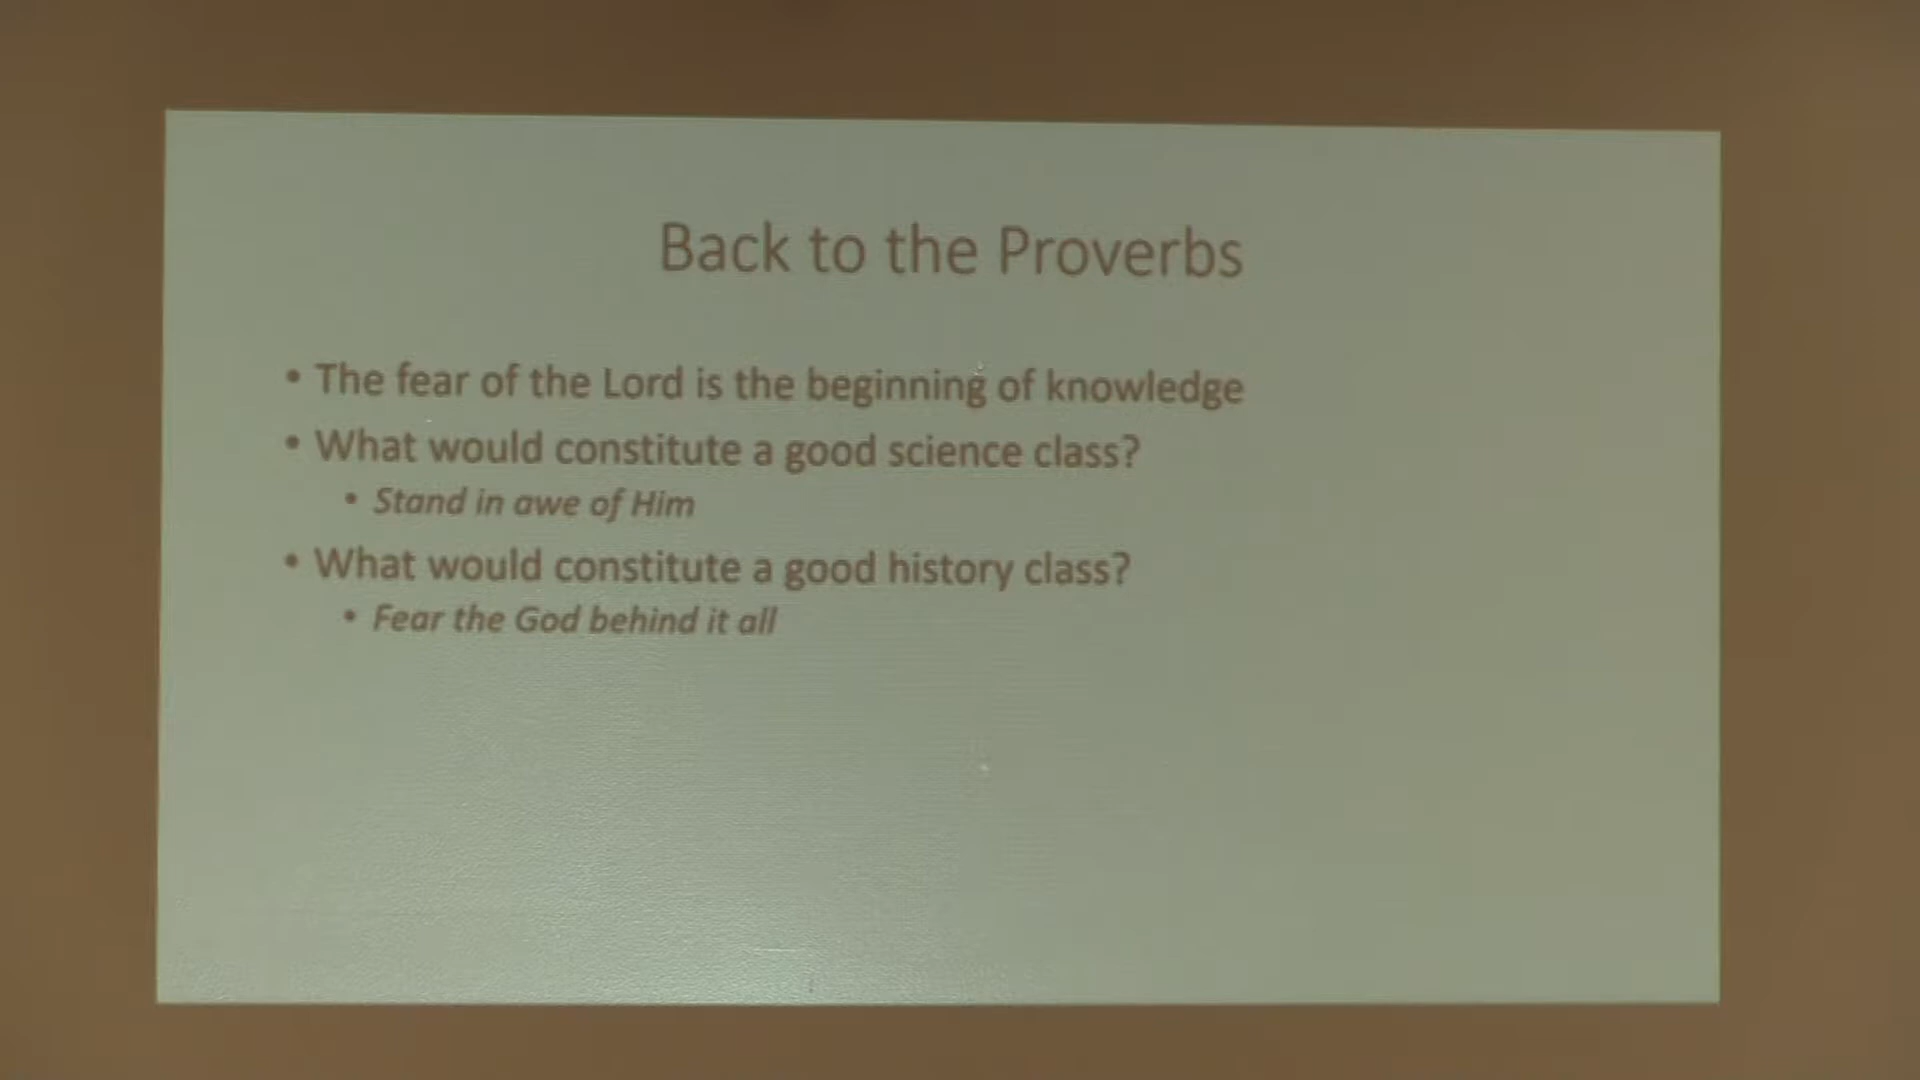 Back to the Proverbs
• The fear of the Lord is the beginning of knowledge
• What would constitute a good science class?
• Stand in awe of Him
• What would constitute a good history class?
• Fear the God behind it all